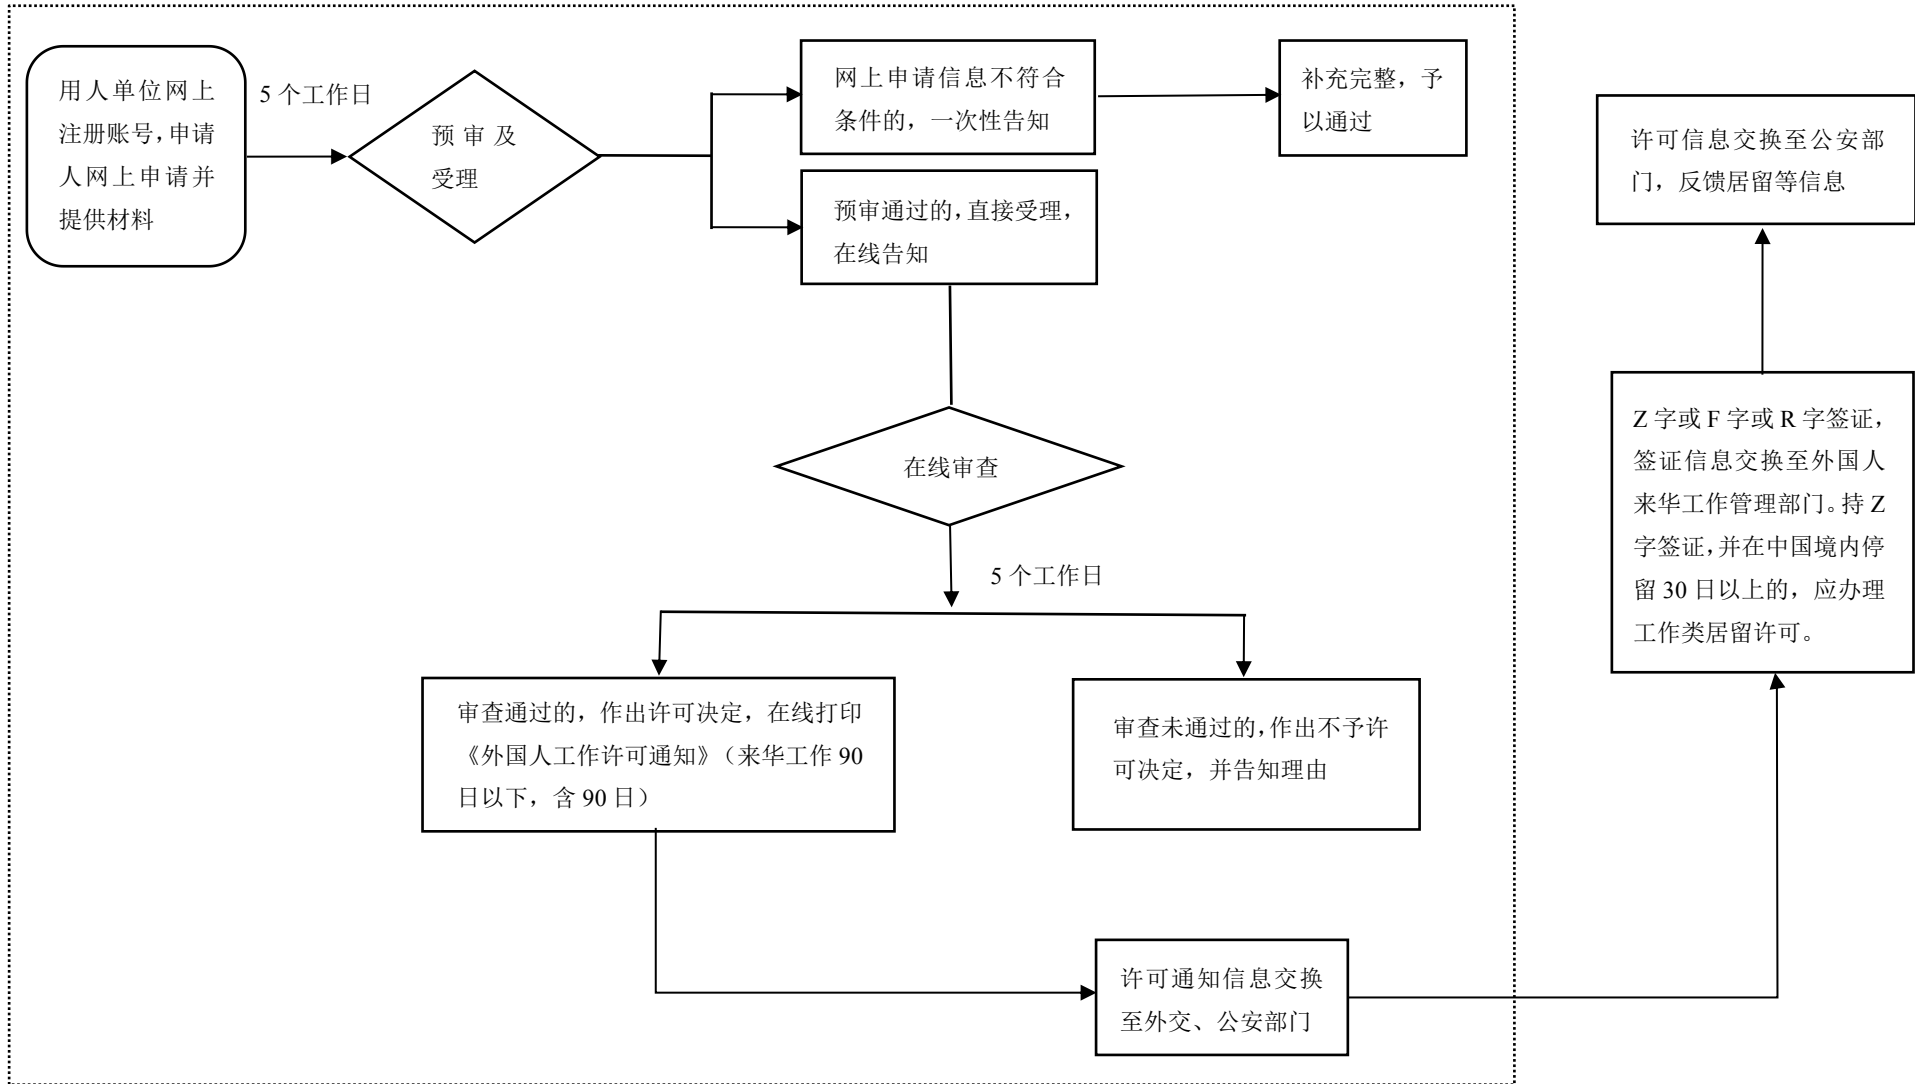 用人单位网上
注册账号，申请
人网上申请并
提供材料
5 个工作日
预 审 及
受理
网上申请信息不符合
条件的，一次性告知
补充完整，予
以通过
预审通过的，直接受理，
在线告知
在线审查
5 个工作日
审查通过的，作出许可决定，在线打印
《外国人工作许可通知》（来华工作 90
日以下，含 90 日）
审查未通过的，作出不予许
可决定，并告知理由
许可通知信息交换
至外交、公安部门
许可信息交换至公安部
门，反馈居留等信息
Z 字或 F 字或 R 字签证，
签证信息交换至外国人
来华工作管理部门。持 Z
字签证，并在中国境内停
留 30 日以上的，应办理
工作类居留许可。